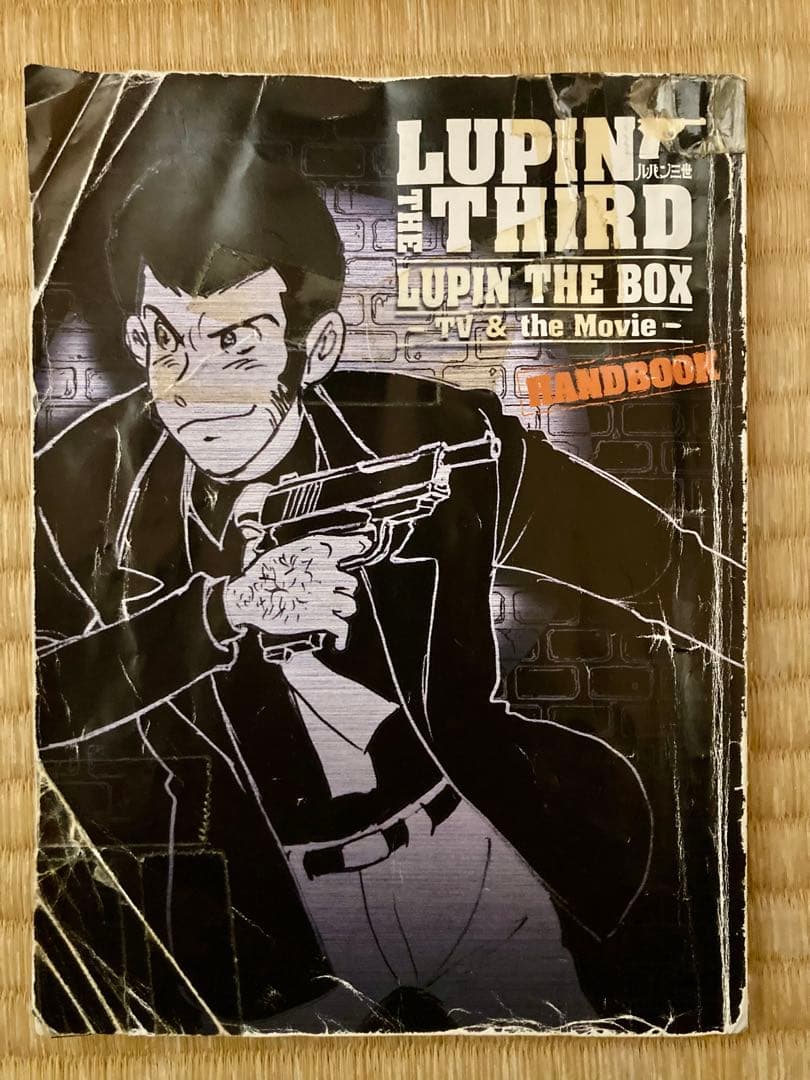 LUPIN
ルパン三世
THE THIRD
LUPIN THE BOX
- TV & the Movie -
HANDBOOK